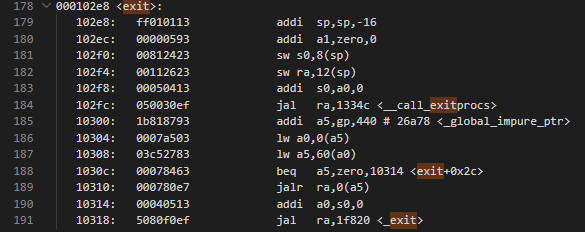 178 000102e8 <exit>:
179 102e8: ff010113 addi sp,sp,-16
180 102ec: 00000593 addi a1,zero,0
181 102f0: 00812423 sw s0,8(sp)
182 102f4: 00112623 sw ra,12(sp)
183 102f8: 00050413 addi s0,a0,0
184 102fc: 050030ef jal ra,1334c <__call_exitprocs>
185 10300: 1b818793 addi a5,gp,440 # 26a78 <_global_impure_ptr>
186 10304: 0007a503 lw a0,0(a5)
187 10308: 03c52783 lw a5,60(a0)
188 1030c: 00078463 beq a5,zero,10314 <exit+0x2c>
189 10310: 000780e7 jalr ra,0(a5)
190 10314: 00040513 addi a0,s0,0
191 10318: 5080f0ef jal ra,1f820 <_exit>